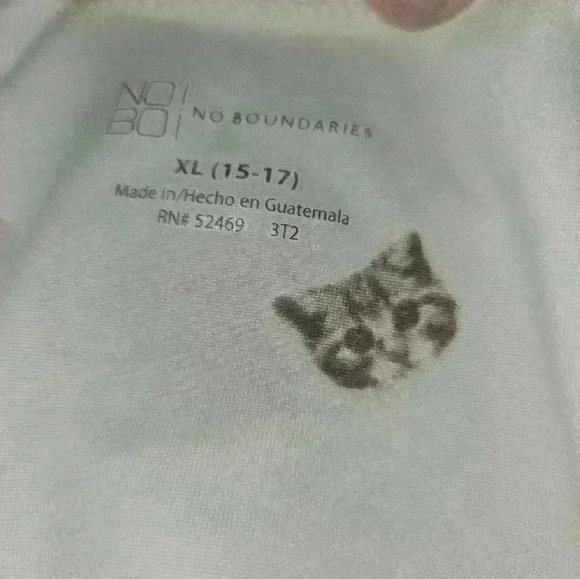 NO!
BO¡
NO BOUNDARIES
XL (15-17)
Made in/Hecho en Guatemala
RN# 52469 3T2